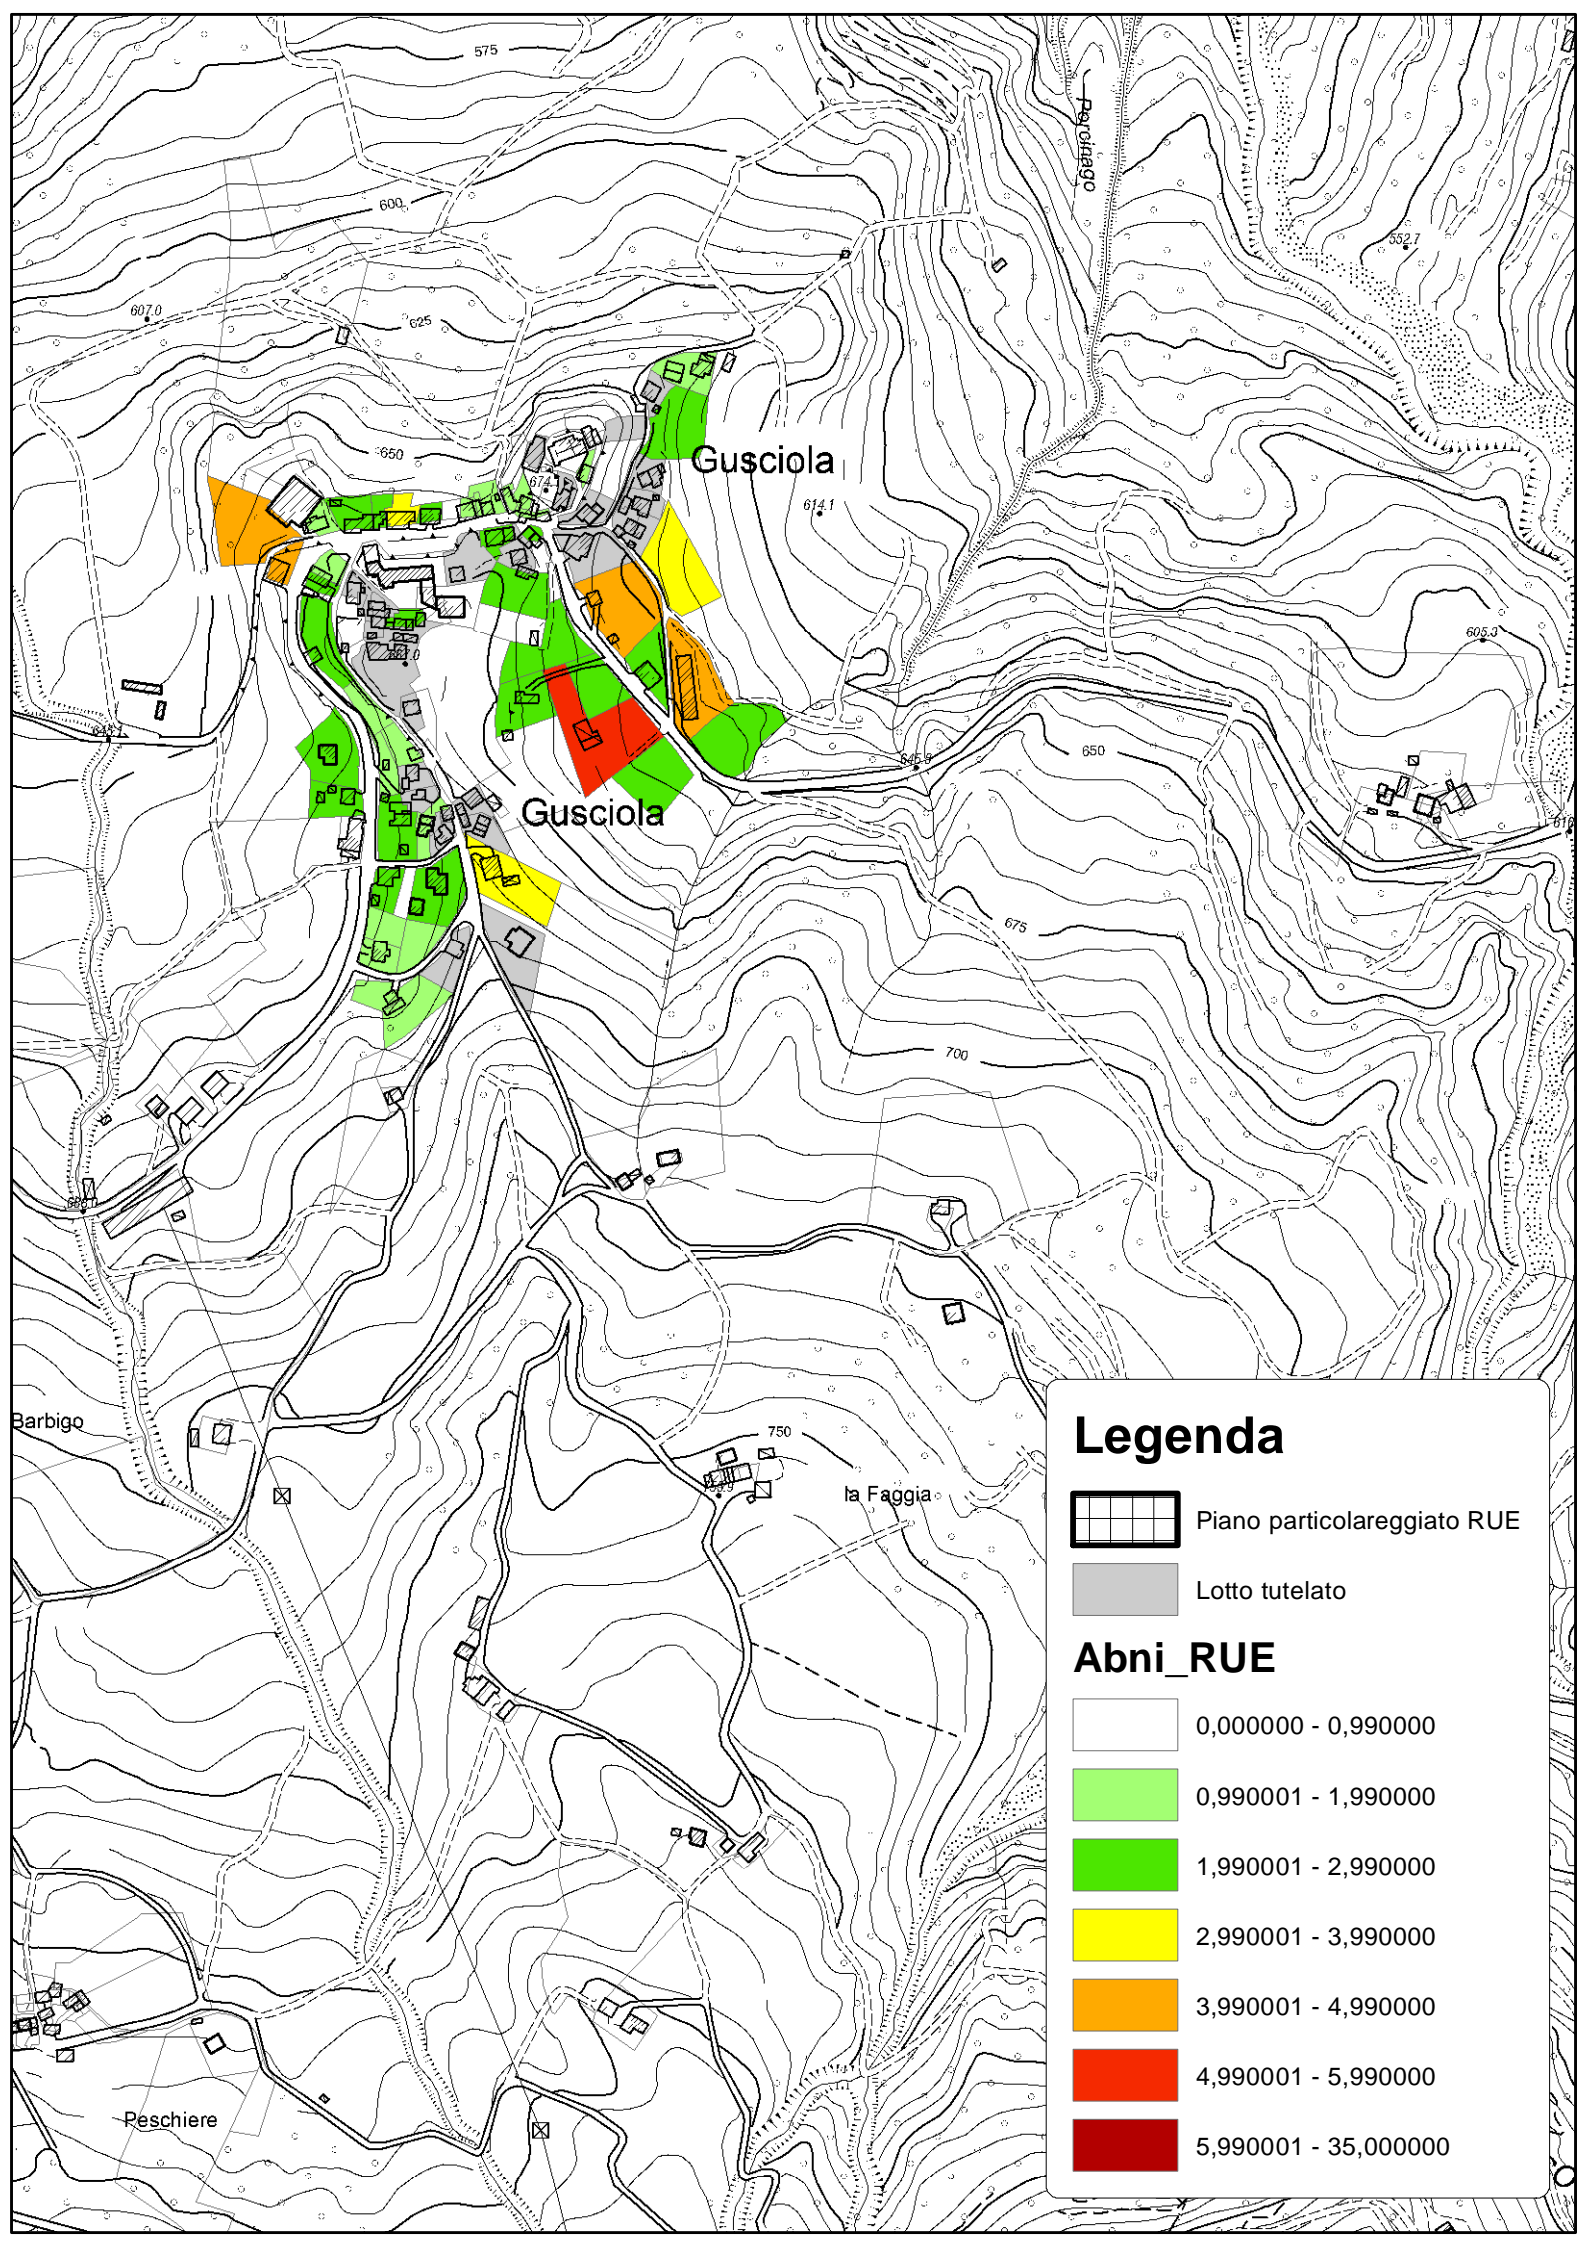 575
Porcinago
600
552.7
607.0
625
650
Gusciola
614.1
605.3
650
645.9
Gusciola
675
700
Barbigo
750
la Faggia
Peschiere
Legenda
Piano particolareggiato RUE
Lotto tutelato
Abni_RUE
0,000000 - 0,990000
0,990001 - 1,990000
1,990001 - 2,990000
2,990001 - 3,990000
3,990001 - 4,990000
4,990001 - 5,990000
5,990001 - 35,000000